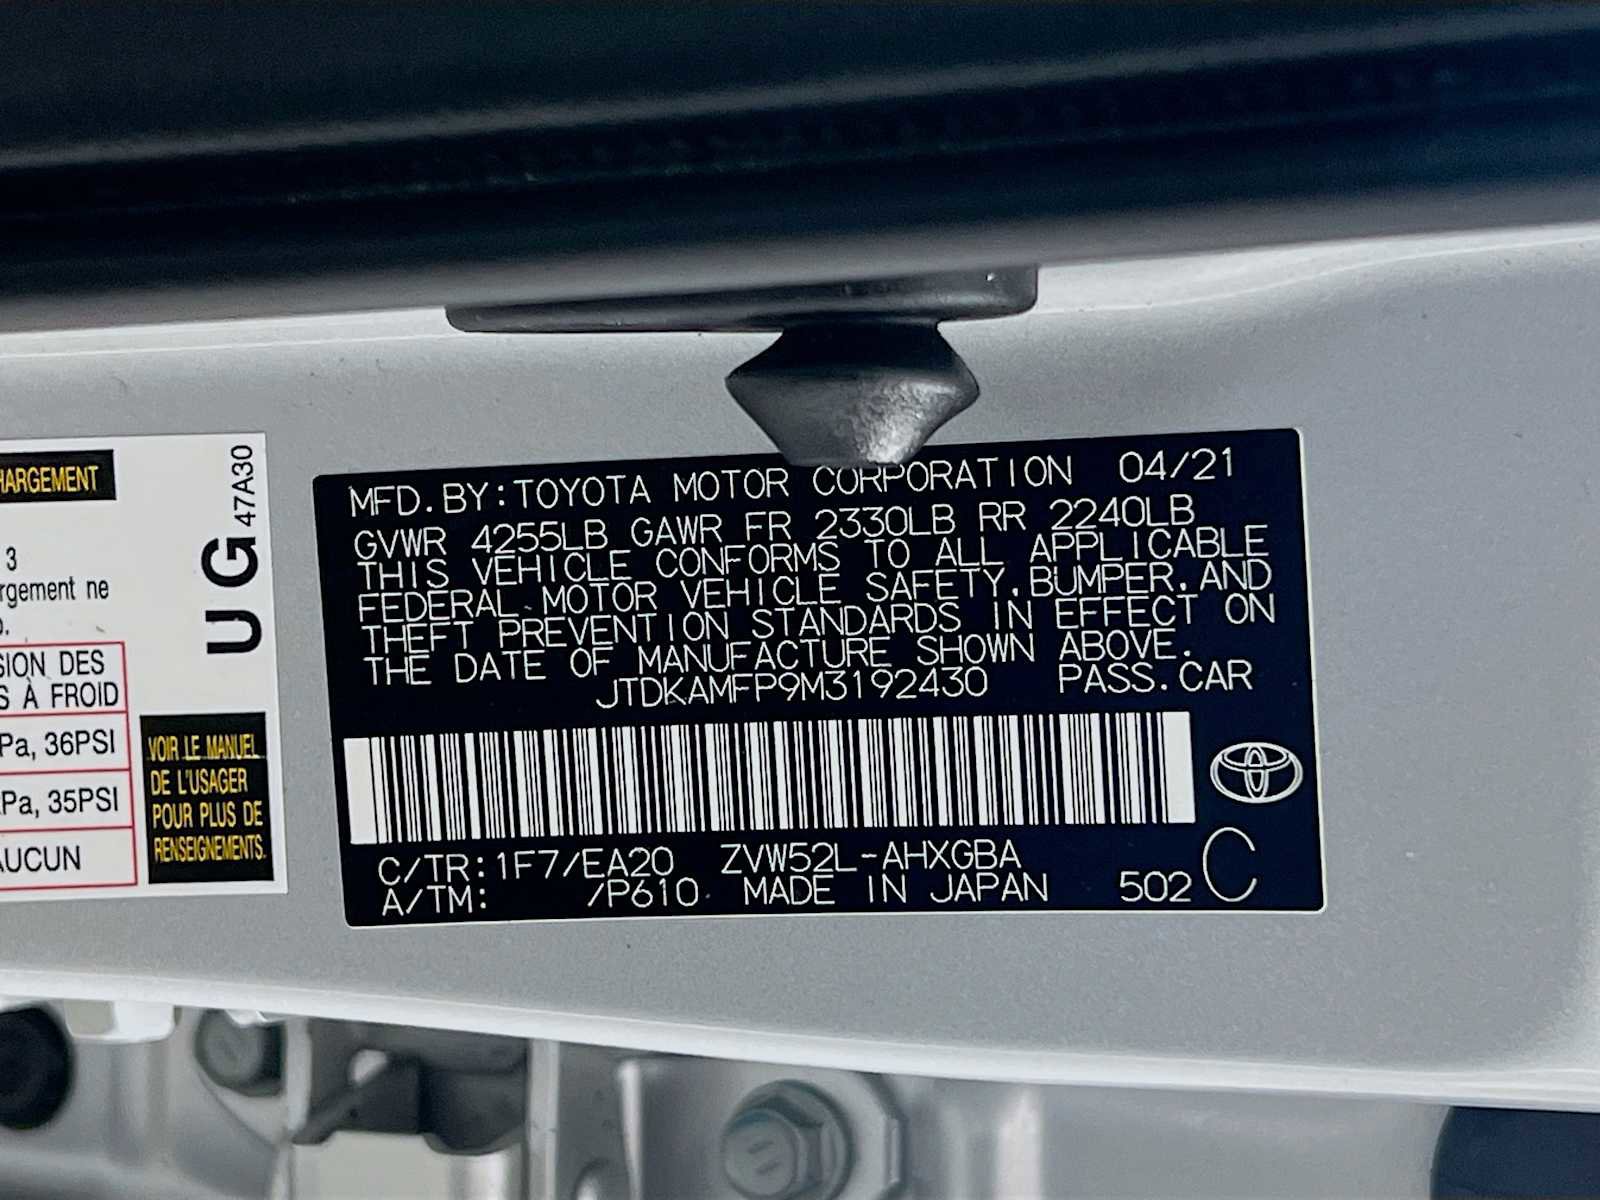 HARGEMENT
UG 47A30
3
rgement ne
SION DES
S À FROID
Pa, 36PSI
Pa, 35PSI
AUCUN
VOIR LE MANUEL
DE L'USAGER
POUR PLUS DE
RENSEIGNEMENTS.
MFD.BY:TOYOTA MOTOR CORPORATION 04/21
GVWR 4255LB GAWR FR 2330LB RR 2240LB
THIS VEHICLE CONFORMS TO ALL APPLICABLE
FEDERAL MOTOR VEHICLE SAFETY,BUMPER,AND
THEFT PREVENTION STANDARDS IN EFFECT ON
THE DATE OF MANUFACTURE SHOWN ABOVE.
JTDKAMFP9M3192430 PASS.CAR
C/TR:1F7/EA20 ZVW52L-AHXGBA
A/TM: /P610 MADE IN JAPAN 502 C